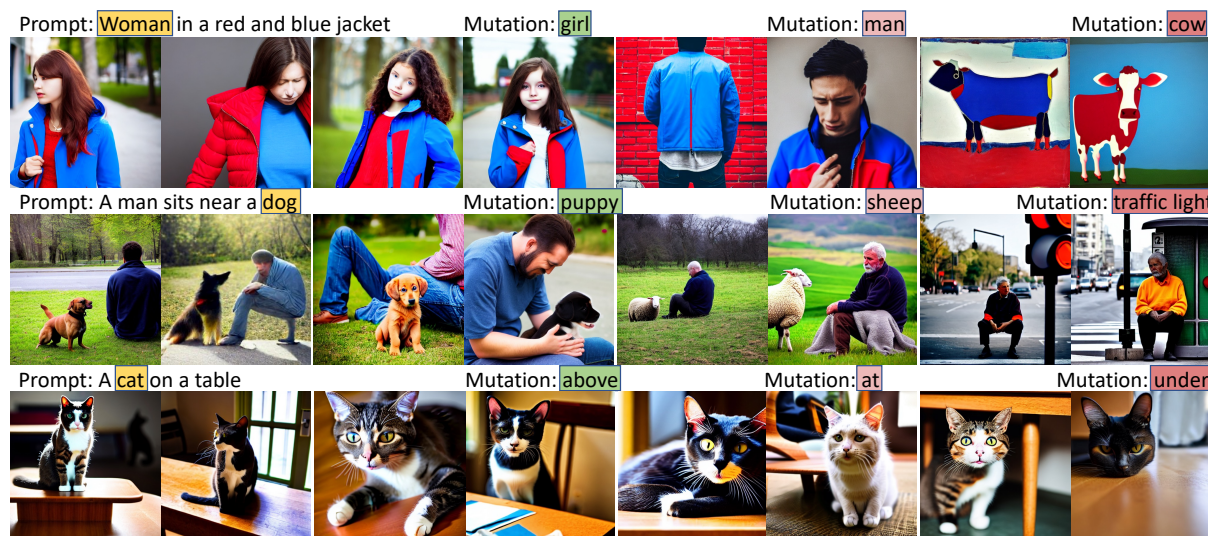 Prompt: Woman in a red and blue jacket Mutation: girl Mutation: man Mutation: cow
Prompt: A man sits near a dog Mutation: puppy Mutation: sheep Mutation: traffic light
Prompt: A cat on a table Mutation: above Mutation: at Mutation: under